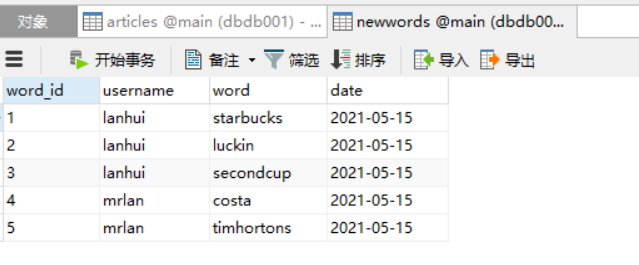 对象 articles @main (dbdb001) - ... newwords @main (dbdb00...
开始事务 备注 筛选 排序 导入 导出
word_id username word date
1 lanhui starbucks 2021-05-15
2 lanhui luckin 2021-05-15
3 lanhui secondcup 2021-05-15
4 mrlan costa 2021-05-15
5 mrlan timhortons 2021-05-15